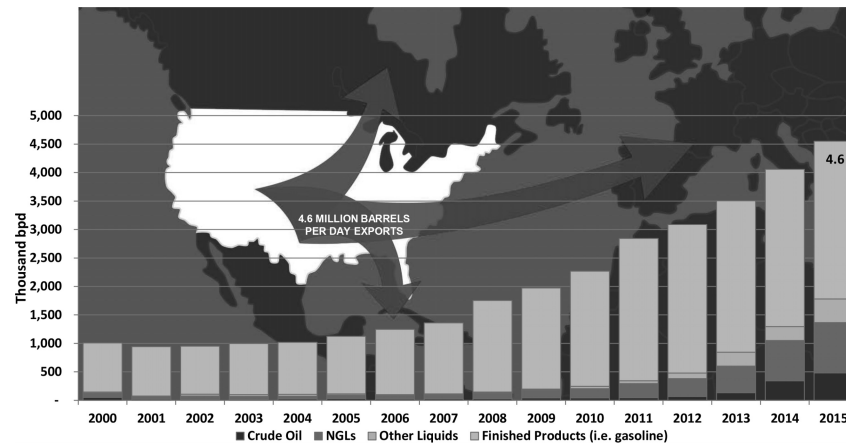 5,000
4,500
4,000
3,500
3,000
2,500
2,000
1,500
1,000
500
-
Thousand bpd
4.6 MILLION BARRELS
PER DAY EXPORTS
4.6
2000 2001 2002 2003 2004 2005 2006 2007 2008 2009 2010 2011 2012 2013 2014 2015
Crude Oil NGLs Other Liquids Finished Products (i.e. gasoline)